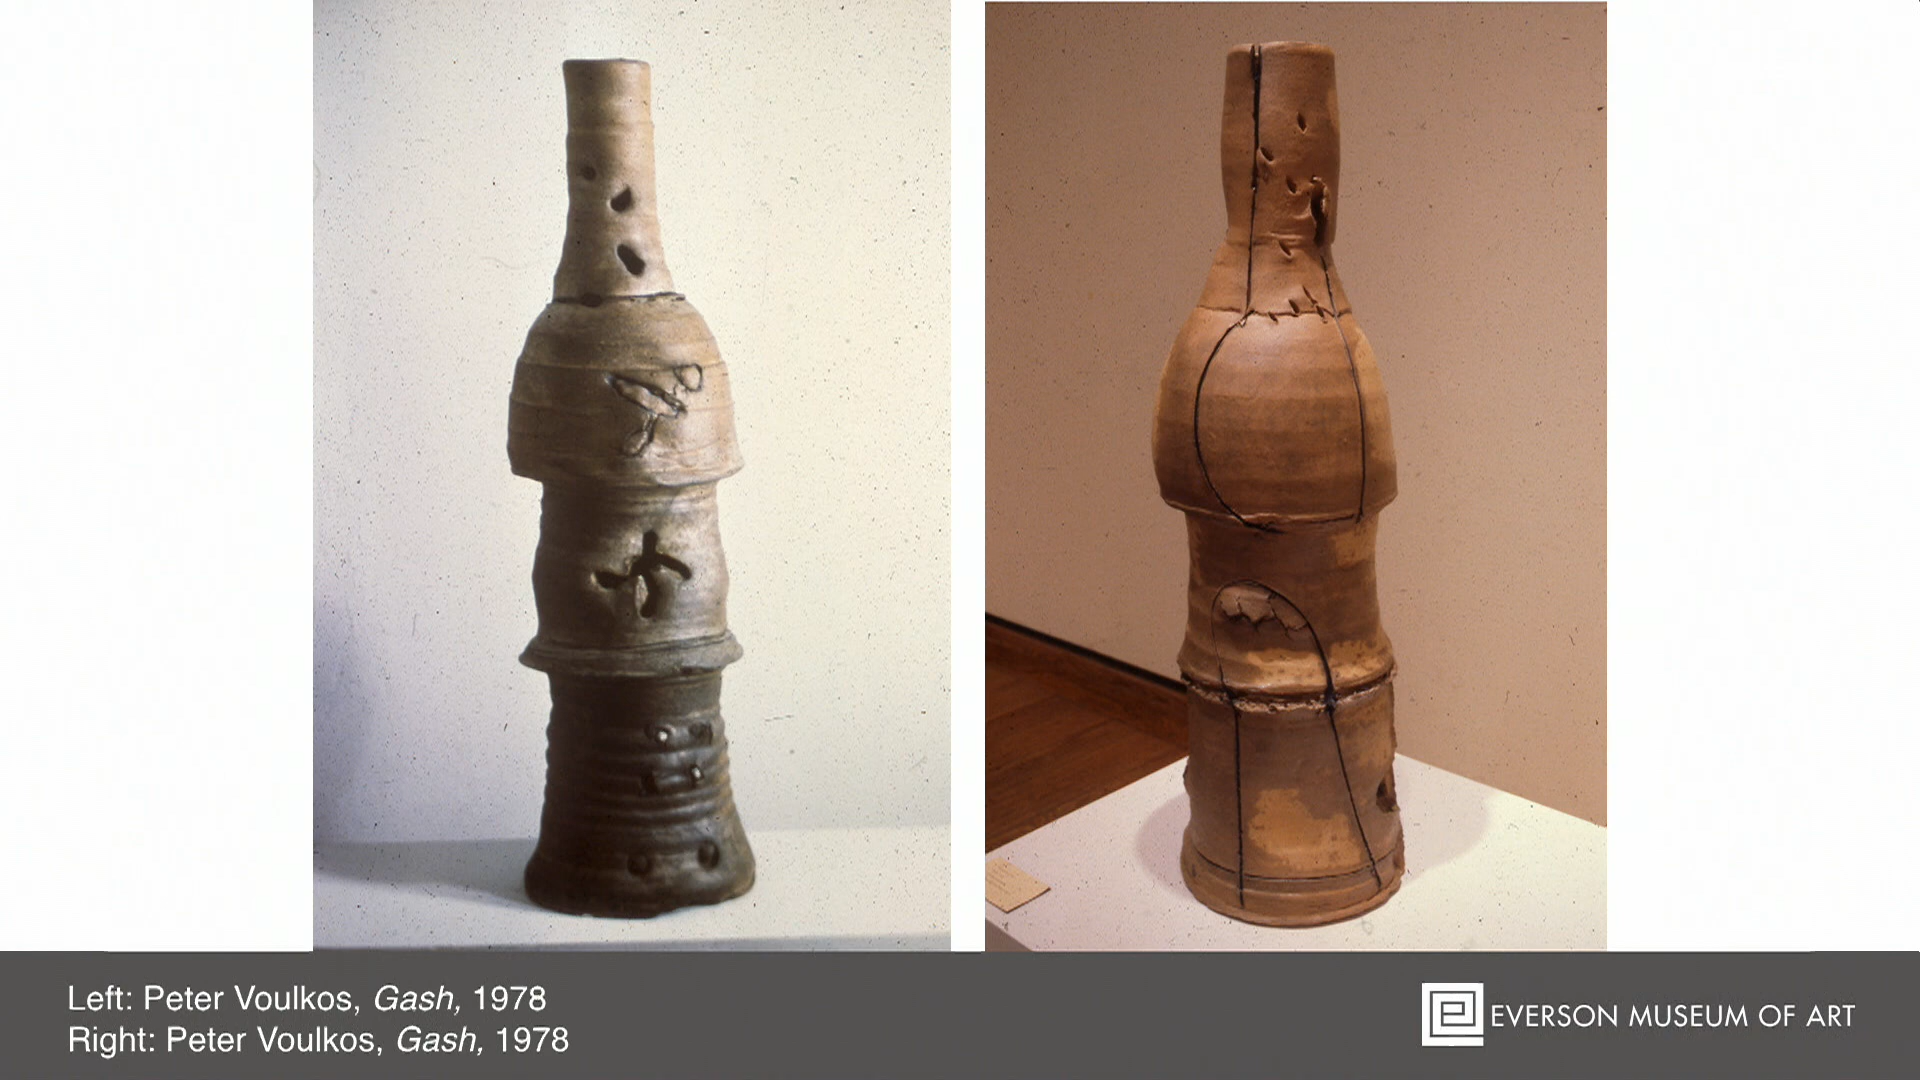 Left: Peter Voulkos, Gash, 1978
Right: Peter Voulkos, Gash, 1978
EVERSON MUSEUM OF ART